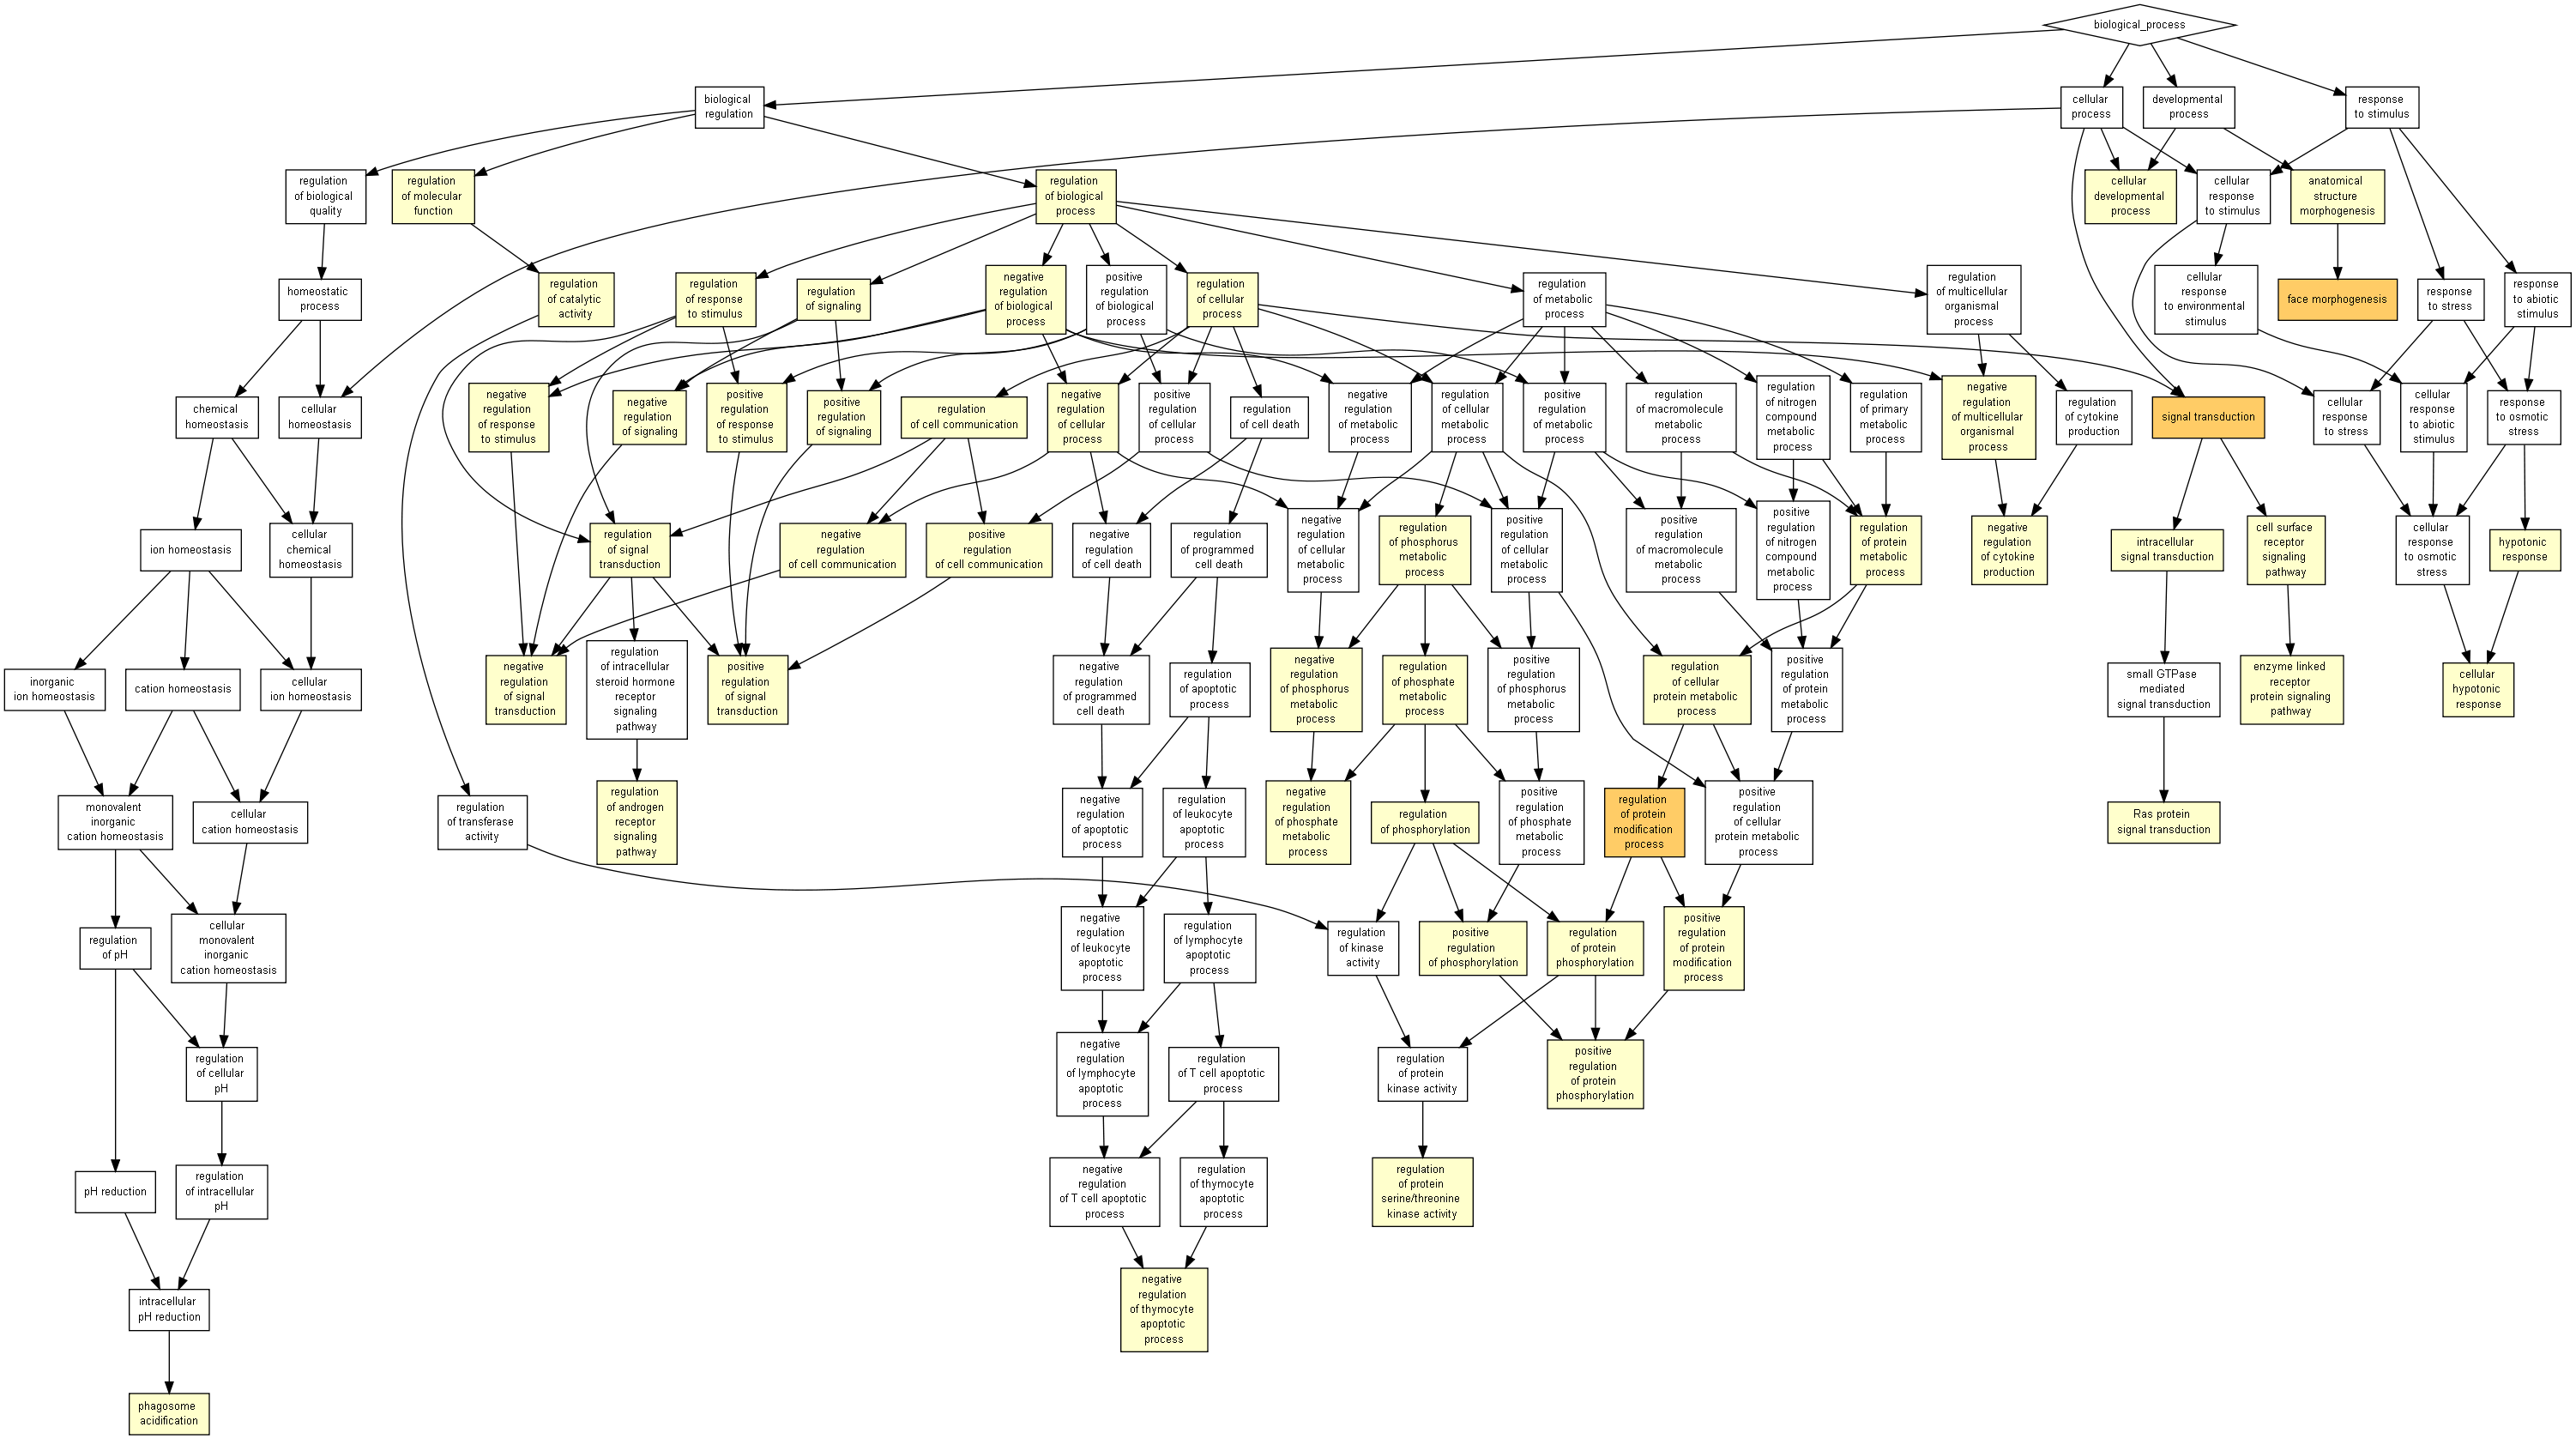 biological_process
biological
regulation
cellular
process
developmental
process
response
to stimulus
regulation
of biological
quality
regulation
of molecular
function
regulation
of biological
process
cellular
developmental
process
cellular
response
to stimulus
anatomical
structure
morphogenesis
homeostatic
process
regulation
of catalytic
activity
regulation
of response
to stimulus
regulation
of signaling
negative
regulation
of biological
process
positive
regulation
of biological
process
regulation
of cellular
process
regulation
of metabolic
process
regulation
of multicellular
organismal
process
cellular
response
to environmental
stimulus
face morphogenesis
response
to stress
response
to abiotic
stimulus
chemical
homeostasis
cellular
homeostasis
negative
regulation
of response
to stimulus
negative
regulation
of signaling
positive
regulation
of response
to stimulus
positive
regulation
of signaling
regulation
of cell communication
negative
regulation
of cellular
process
positive
regulation
of cellular
process
regulation
of cell death
negative
regulation
of metabolic
process
regulation
of cellular
metabolic
process
positive
regulation
of metabolic
process
regulation
of macromolecule
metabolic
process
regulation
of nitrogen
compound
metabolic
process
regulation
of primary
metabolic
process
negative
regulation
of multicellular
organismal
process
regulation
of cytokine
production
signal transduction
cellular
response
to stress
cellular
response
to abiotic
stimulus
response
to osmotic
stress
ion homeostasis
cellular
chemical
homeostasis
regulation
of signal
transduction
negative
regulation
of cell communication
positive
regulation
of cell communication
negative
regulation
of cell death
regulation
of programmed
cell death
negative
regulation
of cellular
metabolic
process
regulation
of phosphorus
metabolic
process
positive
regulation
of cellular
metabolic
process
positive
regulation
of macromolecule
metabolic
process
positive
regulation
of nitrogen
compound
metabolic
process
regulation
of protein
metabolic
process
negative
regulation
of cytokine
production
intracellular
signal transduction
cell surface
receptor
signaling
pathway
cellular
response
to osmotic
stress
hypotonic
response
inorganic
ion homeostasis
cation homeostasis
cellular
ion homeostasis
negative
regulation
of signal
transduction
regulation
of intracellular
steroid hormone
receptor
signaling
pathway
positive
regulation
of signal
transduction
negative
regulation
of programmed
cell death
regulation
of apoptotic
process
negative
regulation
of phosphorus
metabolic
process
regulation
of phosphate
metabolic
process
positive
regulation
of phosphorus
metabolic
process
regulation
of cellular
protein metabolic
process
positive
regulation
of protein
metabolic
process
small GTPase
mediated
signal transduction
enzyme linked
receptor
protein signaling
pathway
cellular
hypotonic
response
monovalent
inorganic
cation homeostasis
cellular
cation homeostasis
regulation
of transferase
activity
regulation
of androgen
receptor
signaling
pathway
negative
regulation
of apoptotic
process
regulation
of leukocyte
apoptotic
process
negative
regulation
of phosphate
metabolic
process
regulation
of phosphorylation
positive
regulation
of phosphate
metabolic
process
regulation
of protein
modification
process
positive
regulation
of cellular
protein metabolic
process
Ras protein
signal transduction
regulation
of pH
cellular
monovalent
inorganic
cation homeostasis
negative
regulation
of leukocyte
apoptotic
process
regulation
of lymphocyte
apoptotic
process
regulation
of kinase
activity
positive
regulation
of phosphorylation
regulation
of protein
phosphorylation
positive
regulation
of protein
modification
process
regulation
of cellular
pH
negative
regulation
of lymphocyte
apoptotic
process
regulation
of T cell apoptotic
process
regulation
of protein
kinase activity
positive
regulation
of protein
phosphorylation
pH reduction
regulation
of intracellular
pH
negative
regulation
of T cell apoptotic
process
regulation
of thymocyte
apoptotic
process
regulation
of protein
serine/threonine
kinase activity
intracellular
pH reduction
negative
regulation
of thymocyte
apoptotic
process
phagosome
acidification